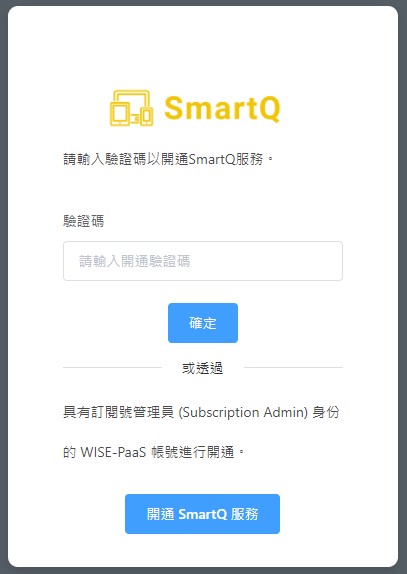 SmartQ
請輸入驗證碼以開通SmartQ服務。
驗證碼
請輸入開通驗證碼
確定
或透過
具有訂閱號管理員 (Subscription Admin) 身份
的 WISE-PaaS 帳號進行開通。
開通 SmartQ 服務